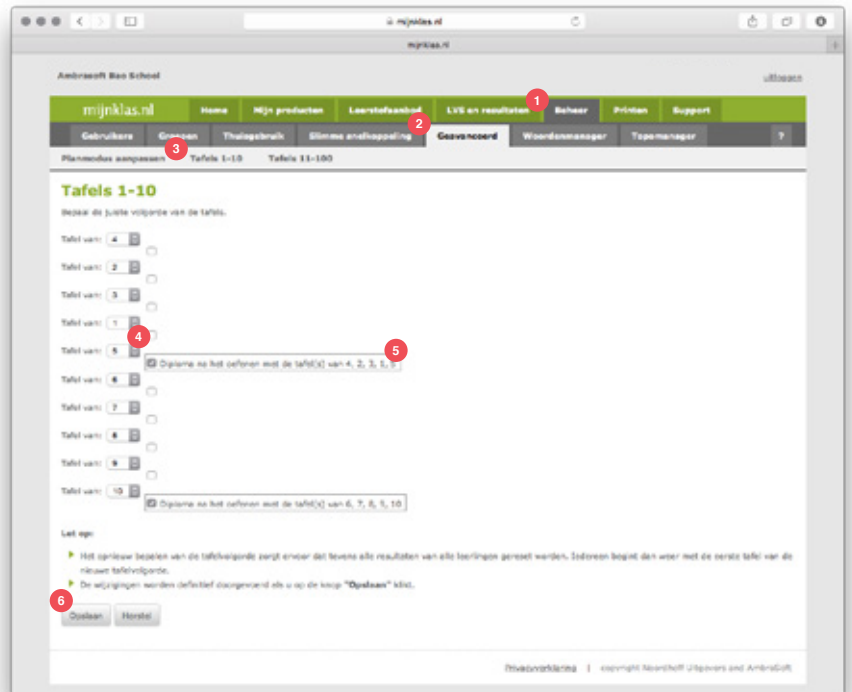 mijnklas.nl
mijnklas.nl
Ambrasoft Bao School
uitloggen
1
mijnklas.nl Home Mijn producten Leerstofaanbod LVS en resultaten Beheer Printen Support
2
Gebruikers Groepen Thuisgebruik Slimme snelkoppeling Geavanceerd Woordenmanager Topomanager ?
3
Planmodus aanpassen Tafels 1-10 Tafels 11-100
Tafels 1-10
Bepaal de juiste volgorde van de tafels.
Tafel van: 4
Tafel van: 2
Tafel van: 3
Tafel van: 1
4
Tafel van: 5
5
Diploma na het oefenen met de tafel(s) van 4, 2, 3, 1, 5
Tafel van: 6
Tafel van: 7
Tafel van: 8
Tafel van: 9
Tafel van: 10
Diploma na het oefenen met de tafel(s) van 6, 7, 8, 9, 10
Let op:
Het opnieuw bepalen van de tafelvolgorde zorgt ervoor dat tevens alle resultaten van alle leerlingen gereset worden. Iedereen begint dan weer met de eerste tafel van de
nieuwe tafelvolgorde.
De wijzigingen worden definitief doorgevoerd als u op de knop "Opslaan" klikt.
6
Opslaan Herstel
Privacyverklaring | copyright Noordhoff Uitgevers and AmbraSoft